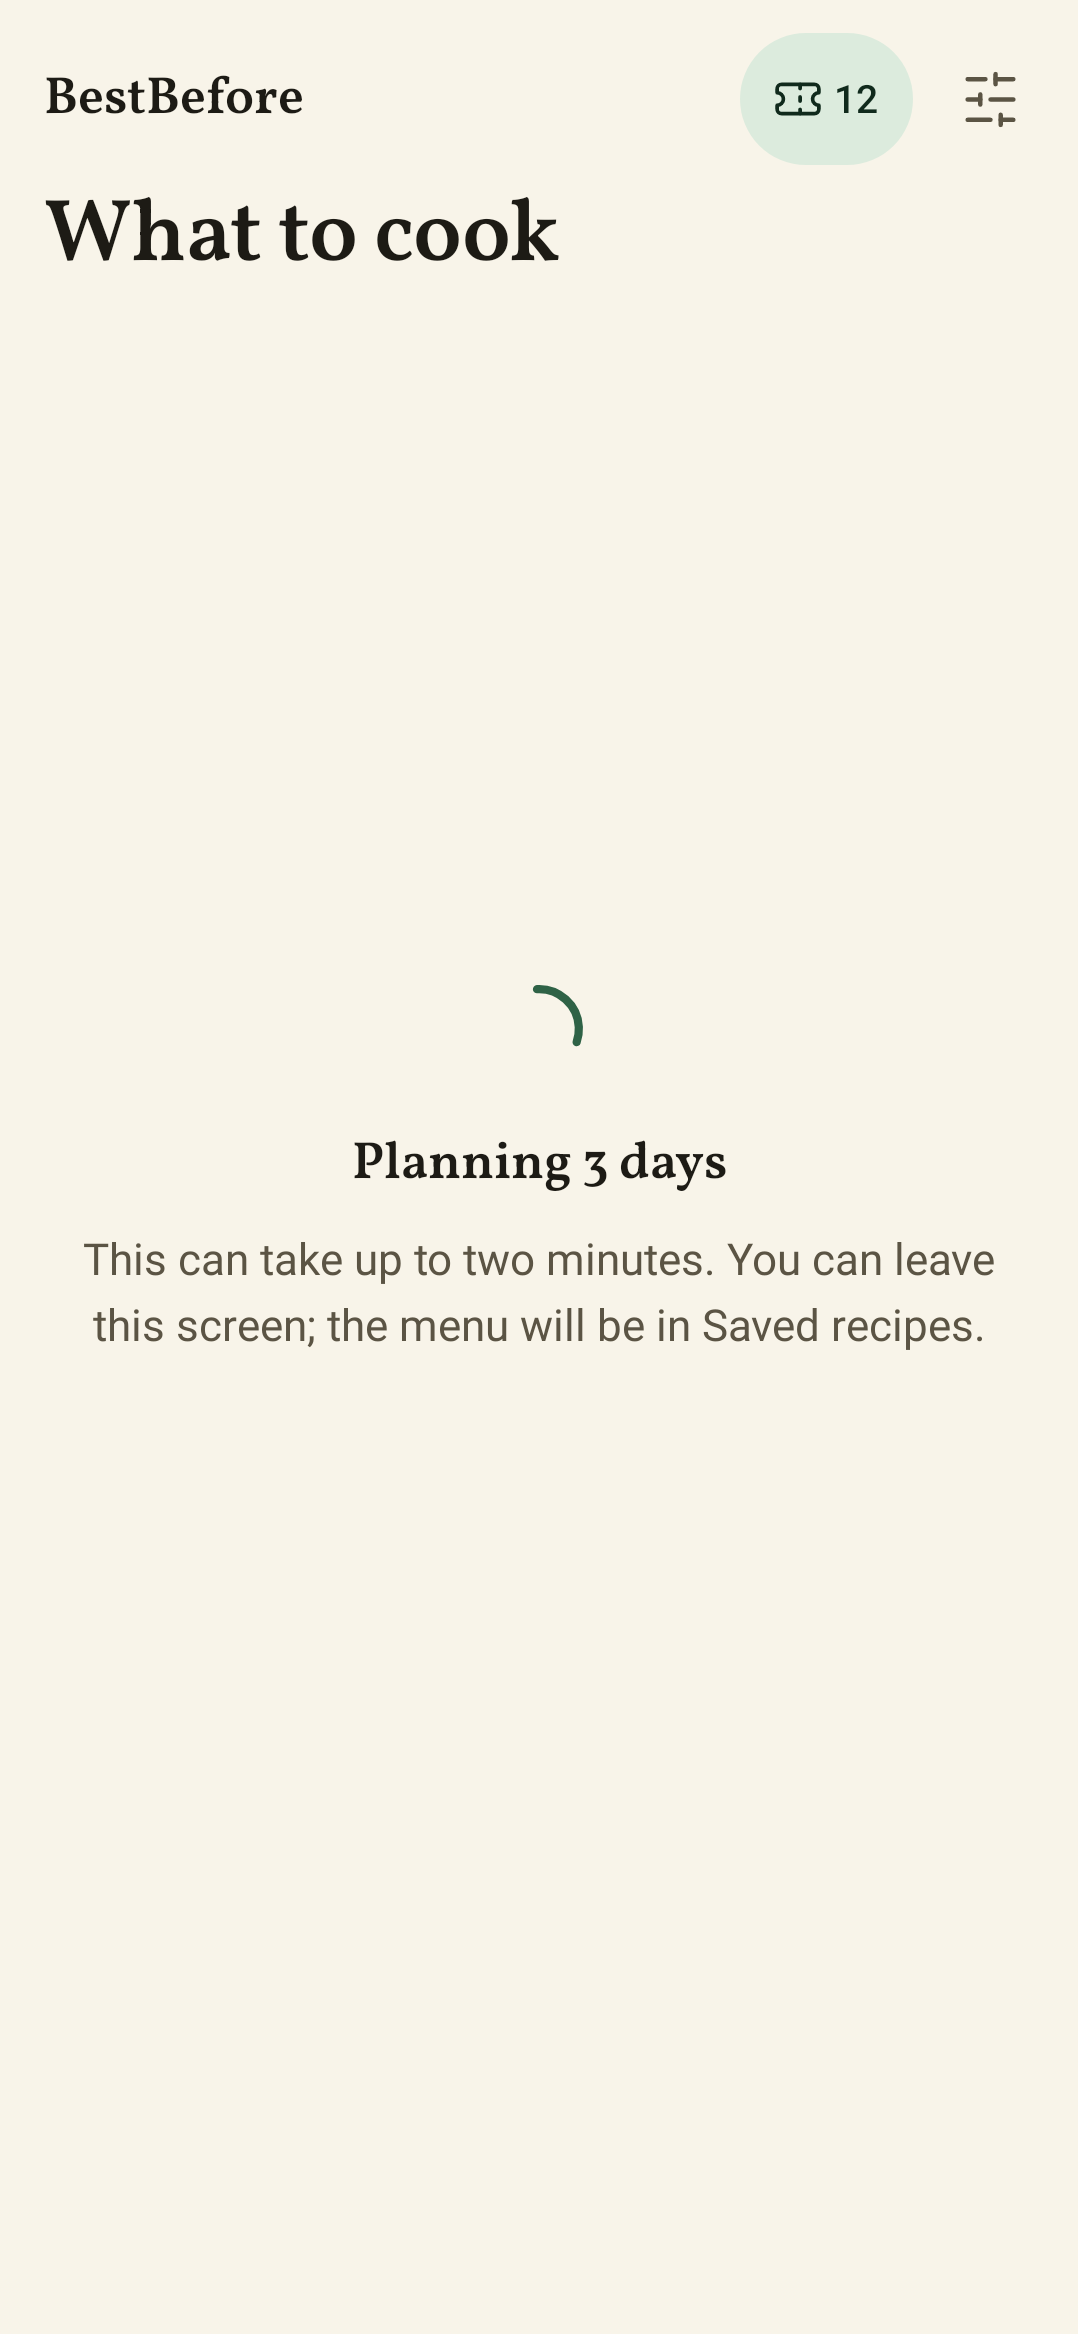 BestBefore
12
What to cook
Planning 3 days
This can take up to two minutes. You can leave
this screen; the menu will be in Saved recipes.